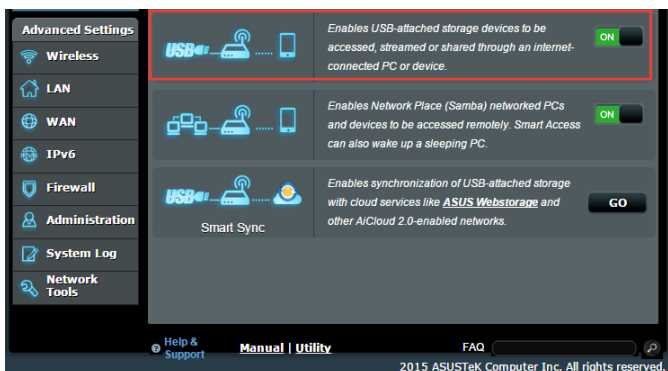 Advanced Settings
Wireless
LAN
WAN
IPv6
Firewall
Administration
System Log
Network
Tools
USB
Enables USB-attached storage devices to be
accessed, streamed or shared through an internet-
connected PC or device.
ON
Enables Network Place (Samba) networked PCs
and devices to be accessed remotely. Smart Access
can also wake up a sleeping PC.
ON
USB
Smart Sync
Enables synchronization of USB-attached storage
with cloud services like ASUS Webstorage and
other AiCloud 2.0-enabled networks.
GO
Help &
Support
Manual | Utility
FAQ
2015 ASUSTeK Computer Inc. All rights reserved.